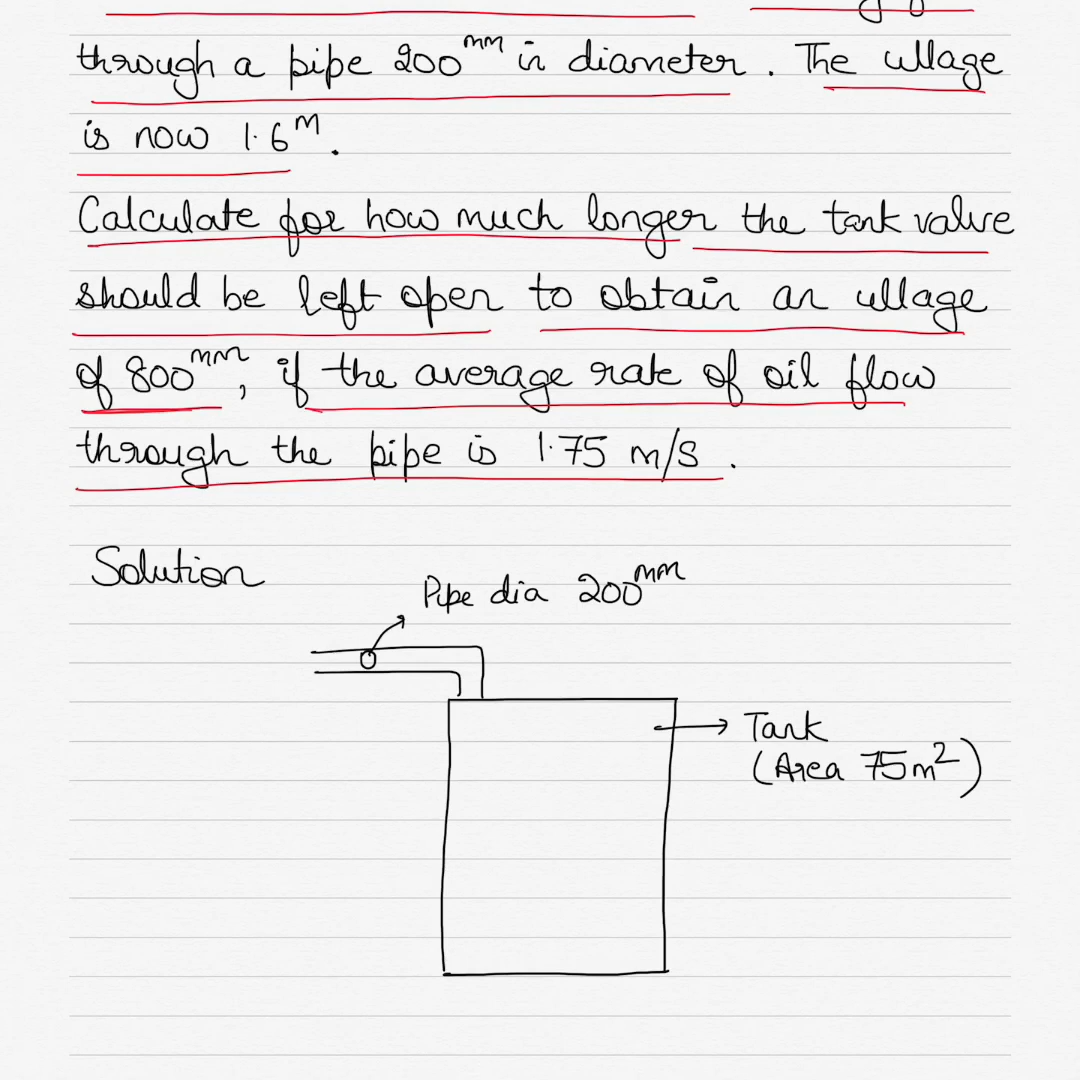 through a pipe 200mm in diameter. The ullage
is now 1.6m.
Calculate for how much longer the tank valve
should be left open to obtain an ullage
of 800mm, if the average rate of oil flow
through the pipe is 1.75 m/s.
Solution
Pipe dia 200mm
Tank
(Area 75m²)